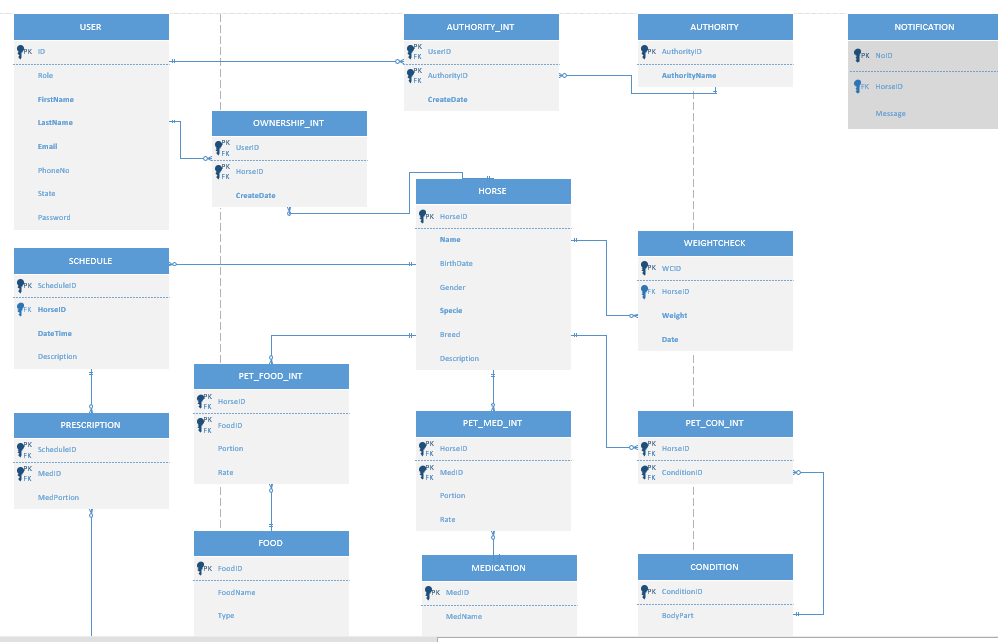 USER
PK ID
Role
FirstName
LastName
Email
PhoneNo
State
Password
AUTHORITY_INT
PK FK UserID
PK FK AuthorityID
CreateDate
AUTHORITY
PK AuthorityID
AuthorityName
NOTIFICATION
PK NoID
FK HorseID
Message
OWNERSHIP_INT
PK FK UserID
PK FK HorseID
CreateDate
HORSE
PK HorseID
Name
BirthDate
Gender
Specie
Breed
Description
WEIGHTCHECK
PK WCID
FK HorseID
Weight
Date
SCHEDULE
PK ScheduleID
FK HorseID
DateTime
Description
PET_FOOD_INT
PK FK HorseID
PK FK FoodID
Portion
Rate
PRESCRIPTION
PK FK ScheduleID
PK FK MedID
MedPortion
PET_MED_INT
PK FK HorseID
PK FK MedID
Portion
Rate
PET_CON_INT
PK FK HorseID
PK FK ConditionID
FOOD
PK FoodID
FoodName
Type
MEDICATION
PK MedID
MedName
CONDITION
PK ConditionID
BodyPart